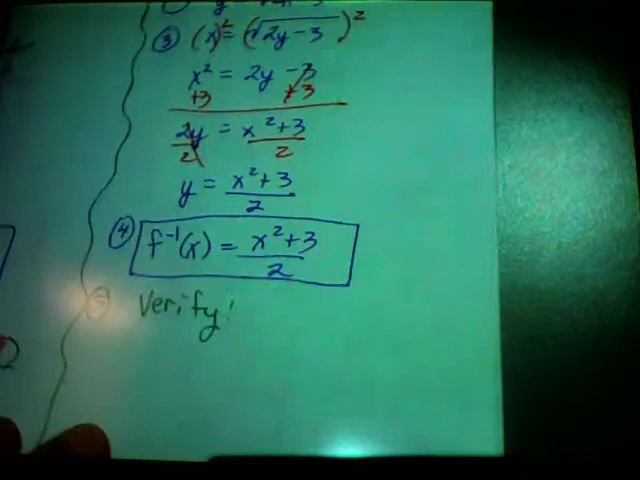 ③ (x)² = (√2y-3)²
x² = 2y -3
+3 +3
2y = x²+3
2 2
y = x²+3
2
④ f⁻¹(x) = x²+3
2
⑤ Verify!